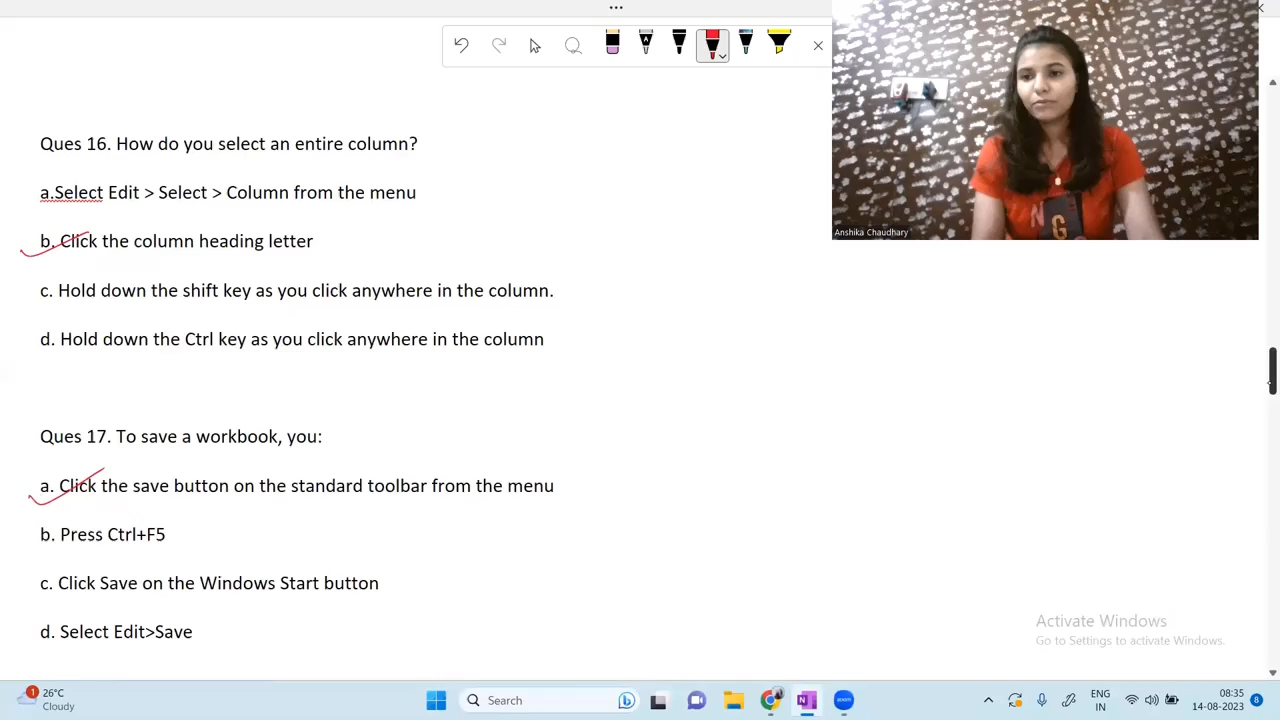 Ques 16. How do you select an entire column?
a.Select Edit > Select > Column from the menu
b. Click the column heading letter
c. Hold down the shift key as you click anywhere in the column.
d. Hold down the Ctrl key as you click anywhere in the column
Ques 17. To save a workbook, you:
a. Click the save button on the standard toolbar from the menu
b. Press Ctrl+F5
c. Click Save on the Windows Start button
d. Select Edit>Save
Anshika Chaudhary
N G
Activate Windows
Go to Settings to activate Windows.
1
26°C
Cloudy
Search
zoom
ENG
IN
08:35
14-08-2023
8